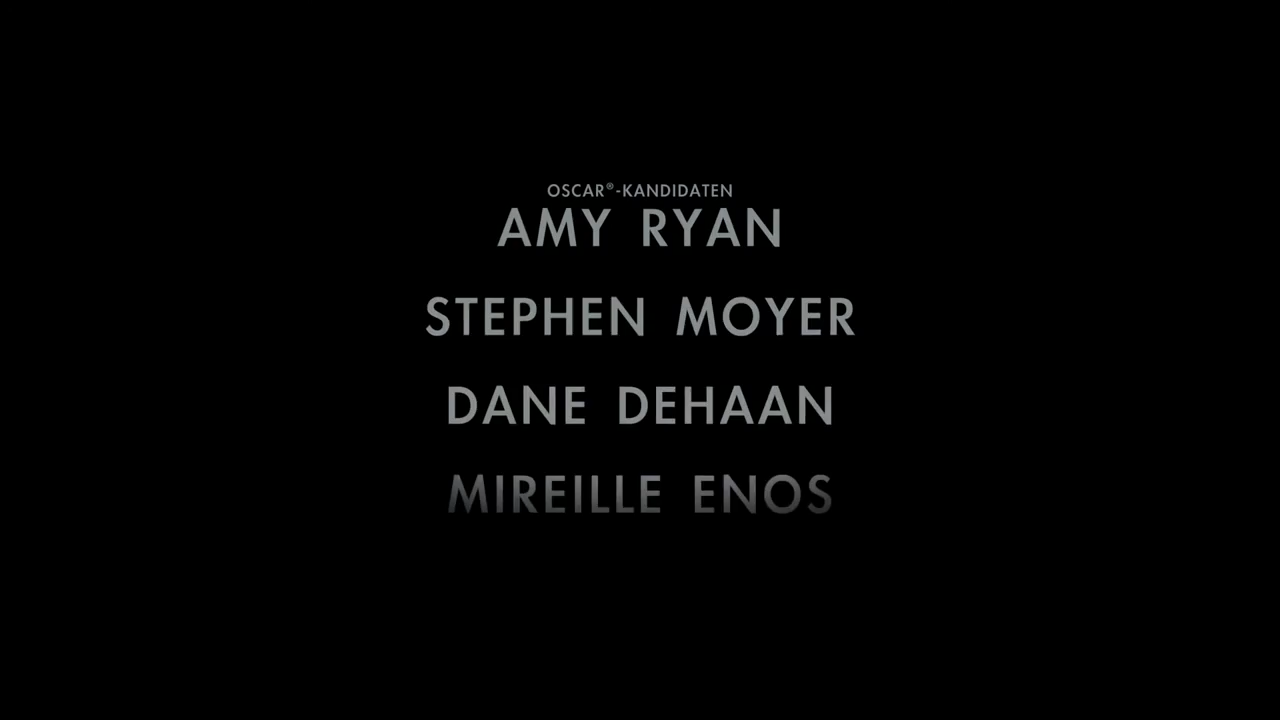 OSCAR®-KANDIDATEN
AMY RYAN
STEPHEN MOYER
DANE DEHAAN
MIREILLE ENOS